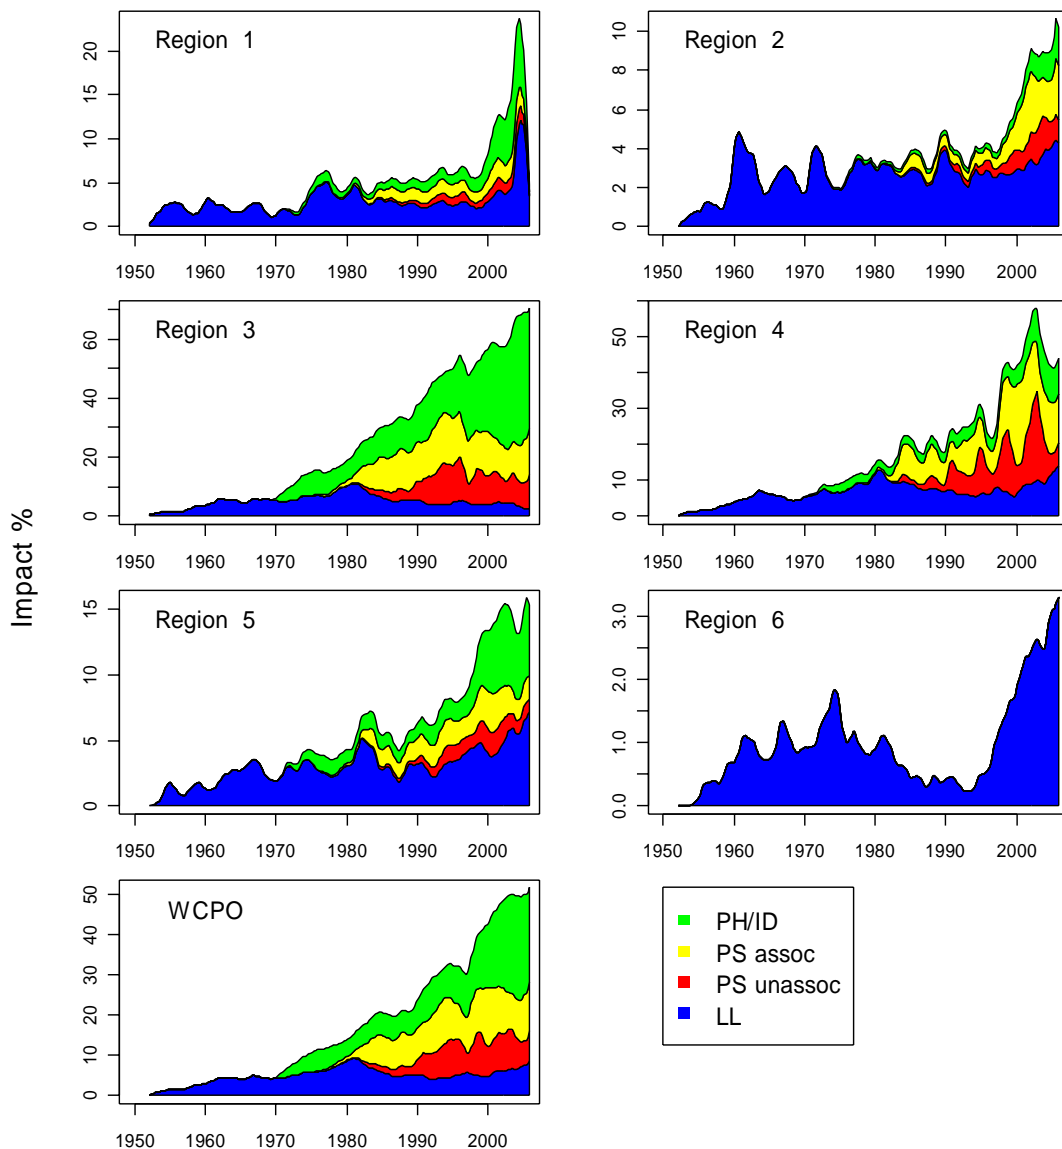 Impact %
Region 1
0 5 10 15 20
1950 1960 1970 1980 1990 2000
Region 2
0 2 4 6 8 10
1950 1960 1970 1980 1990 2000
Region 3
0 20 40 60
1950 1960 1970 1980 1990 2000
Region 4
0 10 30 50
1950 1960 1970 1980 1990 2000
Region 5
0 5 10 15
1950 1960 1970 1980 1990 2000
Region 6
0.0 1.0 2.0 3.0
1950 1960 1970 1980 1990 2000
WCPO
0 10 20 30 40 50
1950 1960 1970 1980 1990 2000
PH/ID
PS assoc
PS unassoc
LL